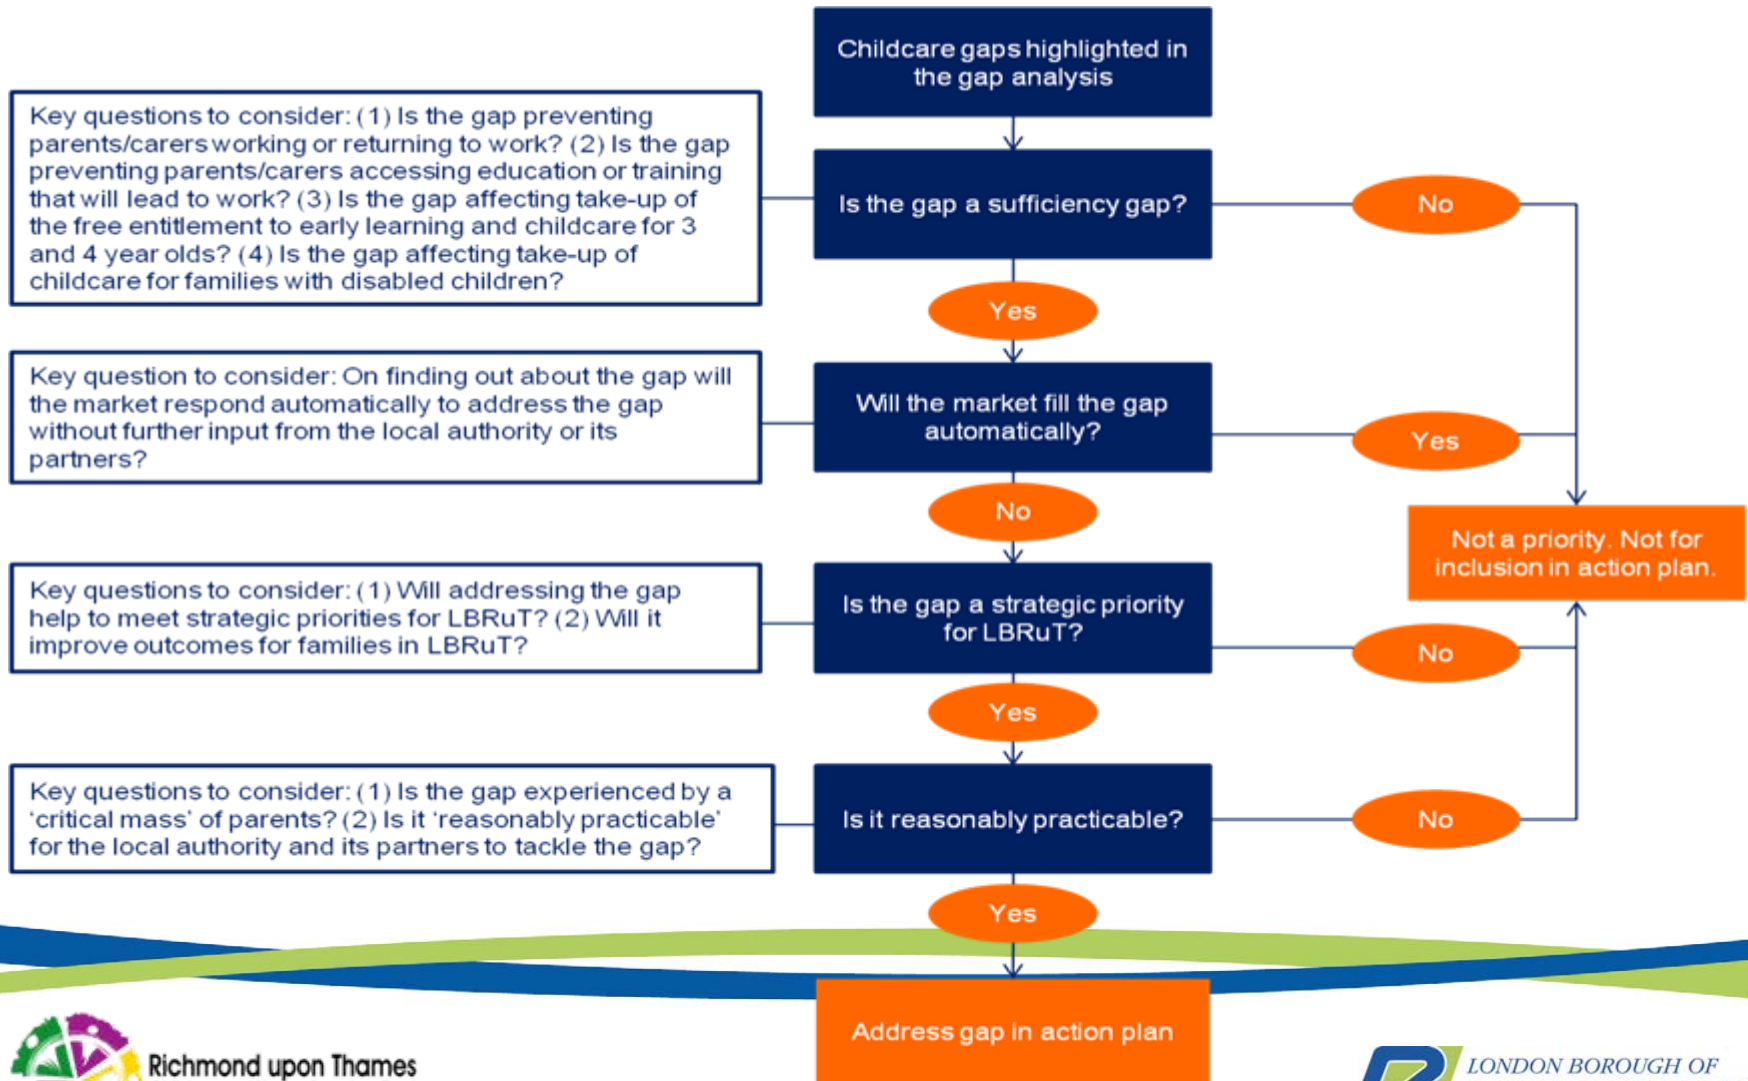 Childcare gaps highlighted in
the gap analysis
Key questions to consider: (1) Is the gap preventing
parents/carers working or returning to work? (2) Is the gap
preventing parents/carers accessing education or training
that will lead to work? (3) Is the gap affecting take-up of
the free entitlement to early learning and childcare for 3
and 4 year olds? (4) Is the gap affecting take-up of
childcare for families with disabled children?
Is the gap a sufficiency gap?
No
Yes
Key question to consider: On finding out about the gap will
the market respond automatically to address the gap
without further input from the local authority or its
partners?
Will the market fill the gap
automatically?
Yes
No
Not a priority. Not for
inclusion in action plan.
Key questions to consider: (1) Will addressing the gap
help to meet strategic priorities for LBRuT? (2) Will it
improve outcomes for families in LBRuT?
Is the gap a strategic priority
for LBRuT?
No
Yes
Key questions to consider: (1) Is the gap experienced by a
‘critical mass’ of parents? (2) Is it ‘reasonably practicable’
for the local authority and its partners to tackle the gap?
Is it reasonably practicable?
No
Yes
Address gap in action plan
Richmond upon Thames
LONDON BOROUGH OF